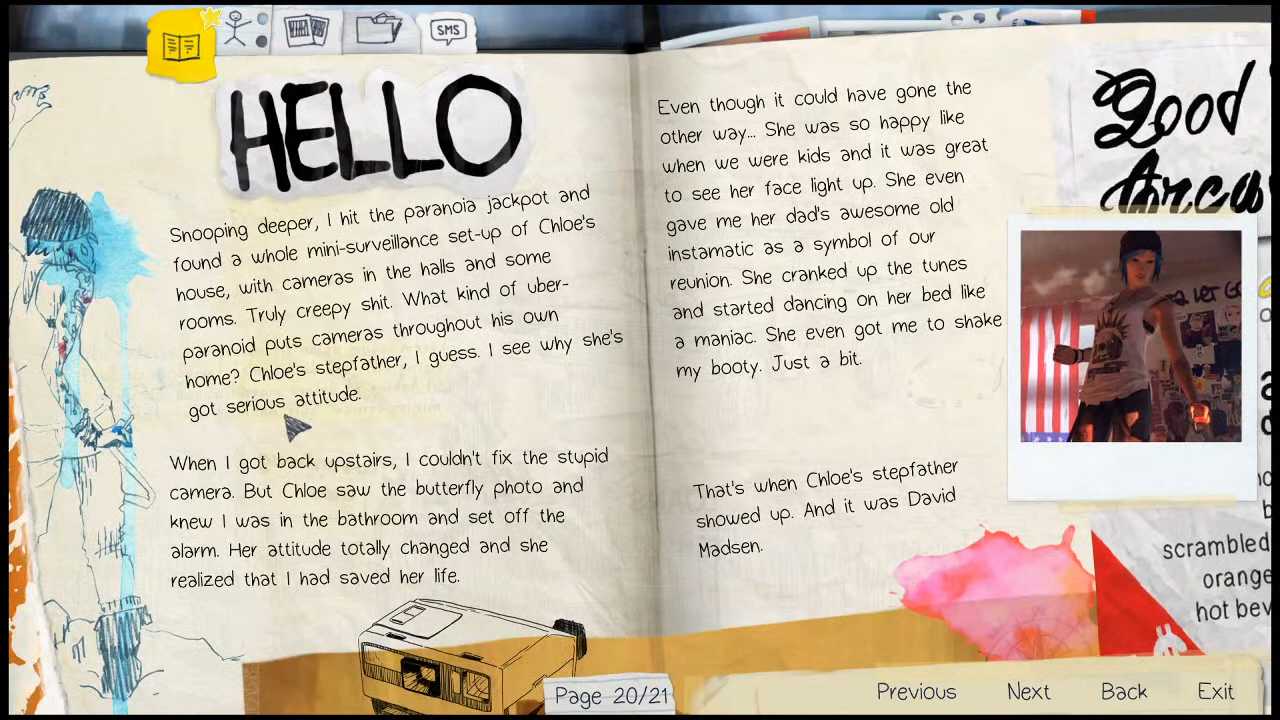 SMS
HELLO
Snooping deeper, I hit the paranoia jackpot and
found a whole mini-surveillance set-up of Chloe's
house, with cameras in the halls and some
rooms. Truly creepy shit. What kind of uber-
paranoid puts cameras throughout his own
home? Chloe's stepfather, I guess. I see why she's
got serious attitude.
When I got back upstairs, I couldn't fix the stupid
camera. But Chloe saw the butterfly photo and
knew I was in the bathroom and set off the
alarm. Her attitude totally changed and she
realized that I had saved her life.
Even though it could have gone the
other way... She was so happy like
when we were kids and it was great
to see her face light up. She even
gave me her dad's awesome old
instamatic as a symbol of our
reunion. She cranked up the tunes
and started dancing on her bed like
a maniac. She even got me to shake
my booty. Just a bit.
That's when Chloe's stepfather
showed up. And it was David
Madsen.
Good
Arca
scrambled
orange
hot bev
Page 20/21
Previous Next Back Exit